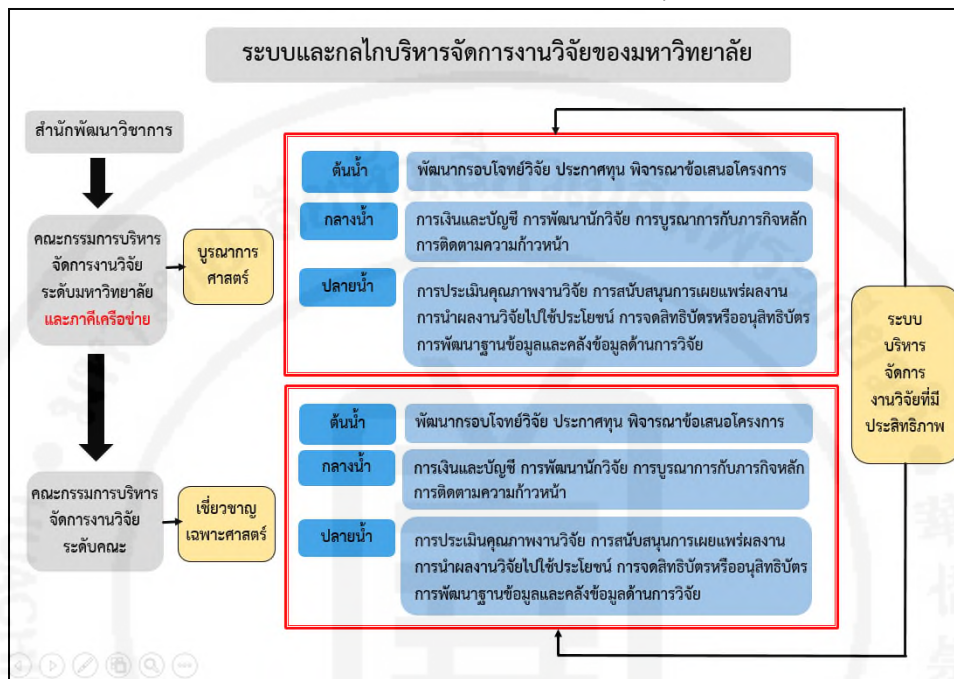 ระบบและกลไกบริหารจัดการงานวิจัยของมหาวิทยาลัย
สำนักพัฒนาวิชาการ
คณะกรรมการบริหาร
จัดการงานวิจัย
ระดับมหาวิทยาลัย
และภาคีเครือข่าย
บูรณาการ
ศาสตร์
ต้นน้ำ
พัฒนากรอบโจทย์วิจัย ประกาศทุน พิจารณาข้อเสนอโครงการ
กลางน้ำ
การเงินและบัญชี การพัฒนานักวิจัย การบูรณาการกับภารกิจหลัก
การติดตามความก้าวหน้า
ปลายน้ำ
การประเมินคุณภาพงานวิจัย การสนับสนุนการเผยแพร่ผลงาน
การนำผลงานวิจัยไปใช้ประโยชน์ การจดสิทธิบัตรหรืออนุสิทธิบัตร
การพัฒนาฐานข้อมูลและคลังข้อมูลด้านการวิจัย
คณะกรรมการบริหาร
จัดการงานวิจัย
ระดับคณะ
เชี่ยวชาญ
เฉพาะศาสตร์
ต้นน้ำ
พัฒนากรอบโจทย์วิจัย ประกาศทุน พิจารณาข้อเสนอโครงการ
กลางน้ำ
การเงินและบัญชี การพัฒนานักวิจัย การบูรณาการกับภารกิจหลัก
การติดตามความก้าวหน้า
ปลายน้ำ
การประเมินคุณภาพงานวิจัย การสนับสนุนการเผยแพร่ผลงาน
การนำผลงานวิจัยไปใช้ประโยชน์ การจดสิทธิบัตรหรืออนุสิทธิบัตร
การพัฒนาฐานข้อมูลและคลังข้อมูลด้านการวิจัย
ระบบ
บริหาร
จัดการ
งานวิจัยที่มี
ประสิทธิภาพ